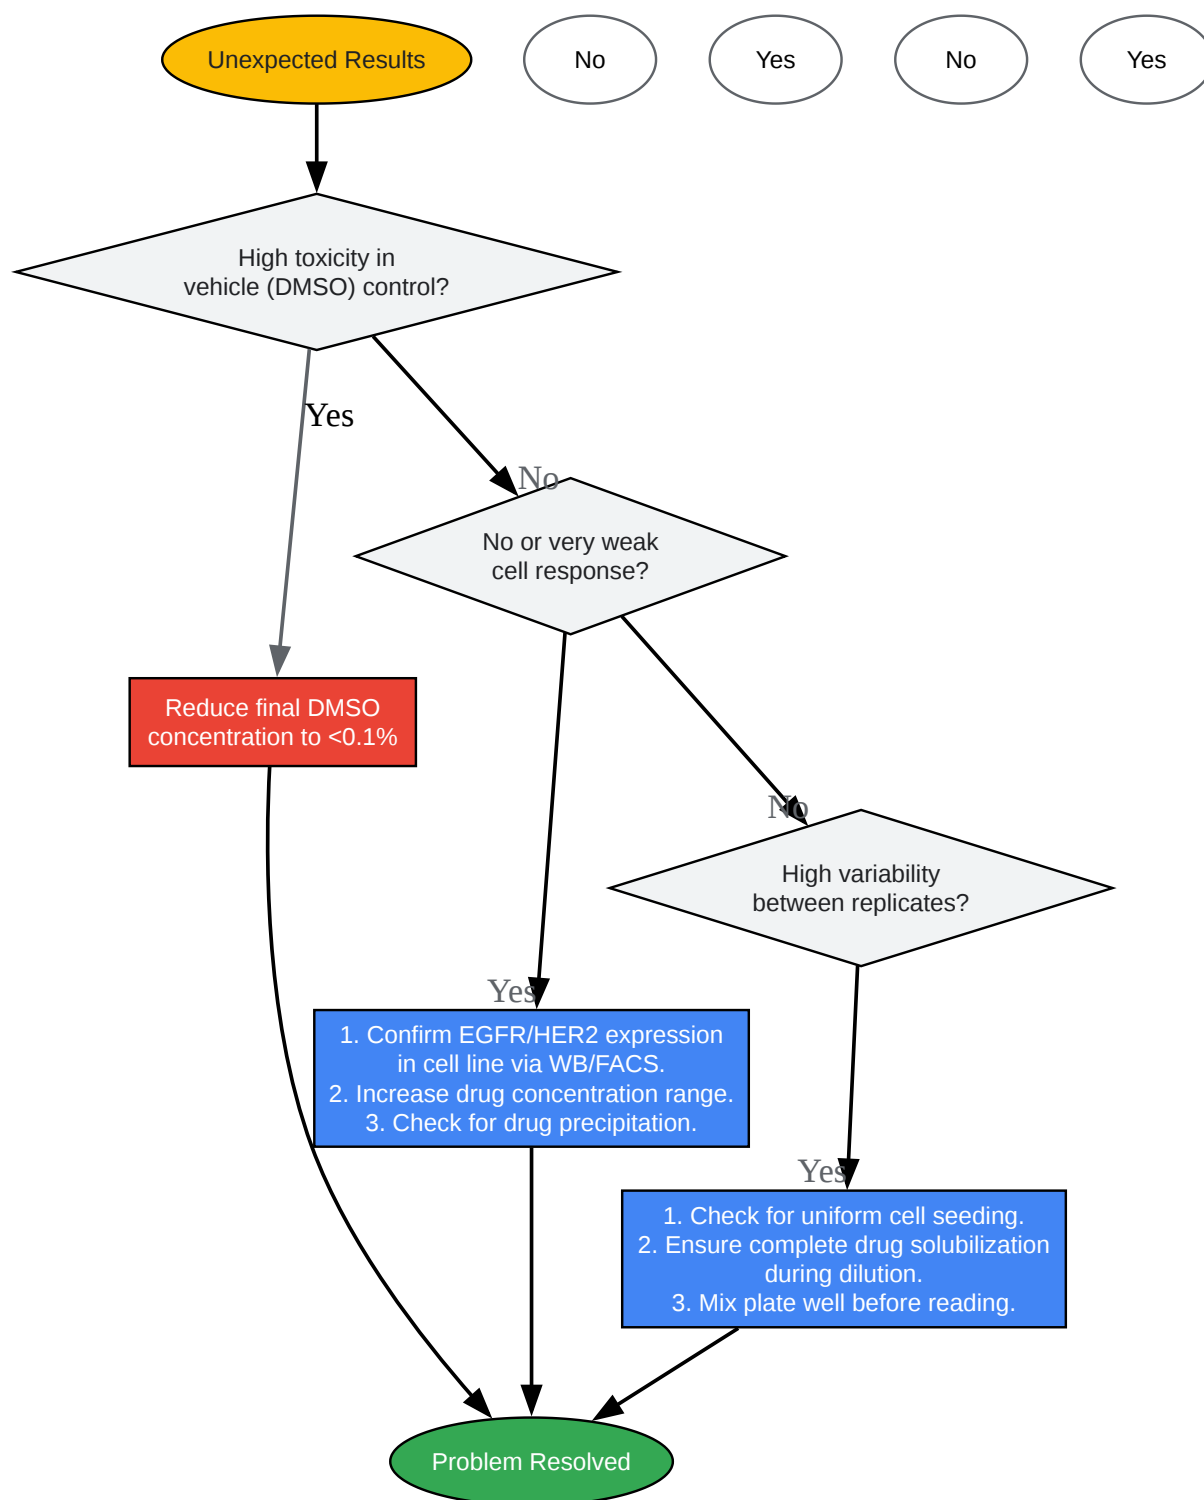 Unexpected Results
No
Yes
No
Yes
High toxicity in
vehicle (DMSO) control?
Yes
No
No or very weak
cell response?
Reduce final DMSO
concentration to <0.1%
No
High variability
between replicates?
Yes
1. Confirm EGFR/HER2 expression
in cell line via WB/FACS.
2. Increase drug concentration range.
3. Check for drug precipitation.
Yes
1. Check for uniform cell seeding.
2. Ensure complete drug solubilization
during dilution.
3. Mix plate well before reading.
Problem Resolved